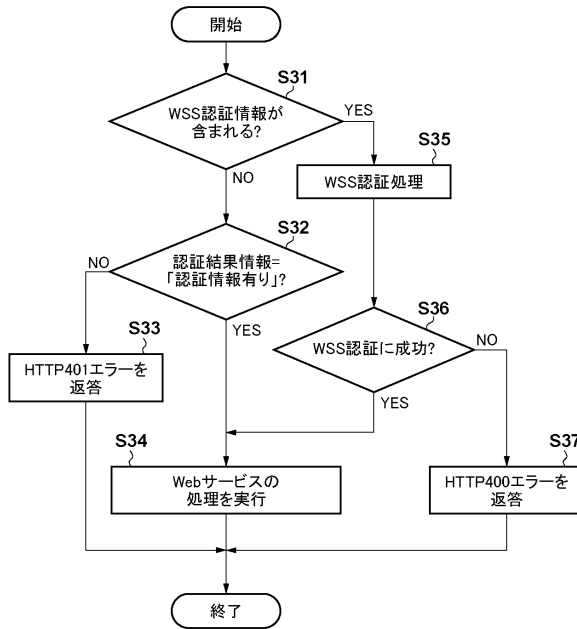 開始
S31
WSS認証情報が
含まれる?
YES
NO
S35
WSS認証処理
S32
認証結果情報=
「認証情報有り」?
NO
YES
S36
WSS認証に成功?
NO
YES
S33
HTTP401エラーを
返答
S34
Webサービスの
処理を実行
S37
HTTP400エラーを
返答
終了